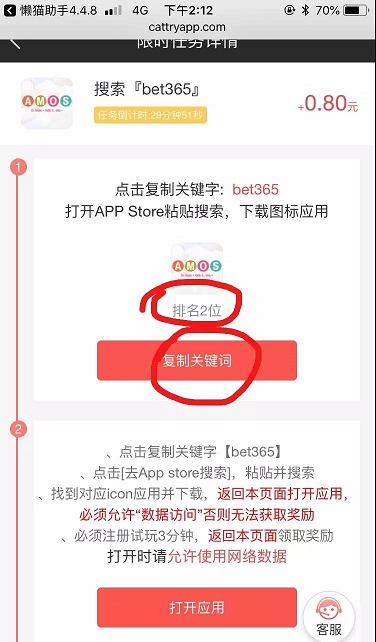 懒猫助手4.4.8 4G 下午2:12 70%
cattryapp.com
限时任务详情
AMOS
搜索『bet365』
任务倒计时:29分钟51秒
+0.80元
1
点击复制关键字: bet365
打开APP Store粘贴搜索，下载图标应用
AMOS
排名2位
复制关键词
2
、点击复制关键字【bet365】
、点击[去App store搜索]，粘贴并搜索
、找到对应icon应用并下载，返回本页面打开应用，
必须允许“数据访问”否则无法获取奖励
、必须注册试玩3分钟，返回本页面领取奖励
打开时请允许使用网络数据
打开应用
客服